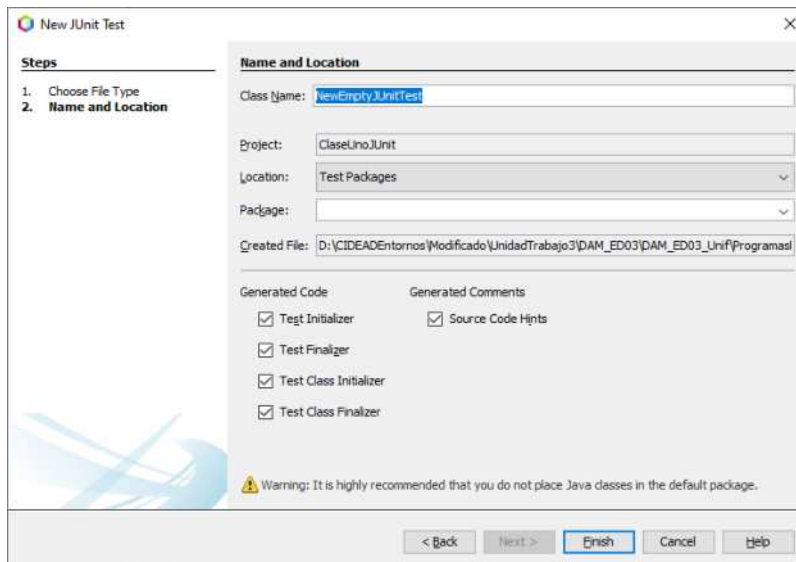 New JUnit Test
Steps
1. Choose File Type
2. Name and Location
Name and Location
Class Name: NewEmptyJUnitTest
Project: ClaseUnoJUnit
Location: Test Packages
Package:
Created File: D:\CIDEADEntornos\Modificado\UnidadTrabajo3\DAM_ED03\DAM_ED03_Unif\Programas
Generated Code Generated Comments
Test Initializer Source Code Hints
Test Finalizer
Test Class Initializer
Test Class Finalizer
Warning: It is highly recommended that you do not place Java classes in the default package.
< Back Next > Finish Cancel Help